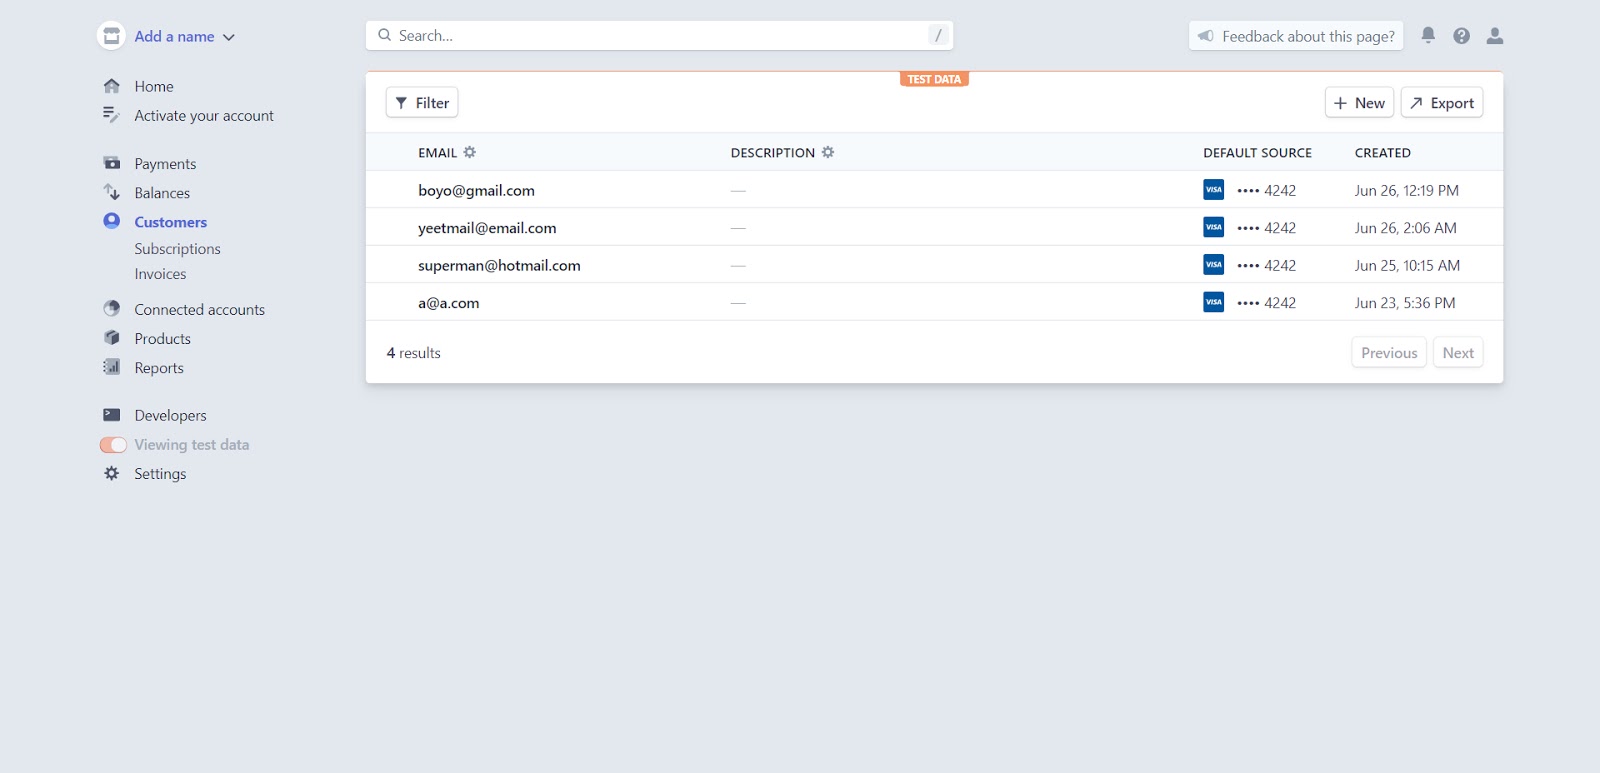 Add a name
Search... /
Feedback about this page?
Home
Activate your account
Payments
Balances
Customers
Subscriptions
Invoices
Connected accounts
Products
Reports
Developers
Viewing test data
Settings
TEST DATA
Filter
New Export
EMAIL DESCRIPTION DEFAULT SOURCE CREATED
boyo@gmail.com — VISA •••• 4242 Jun 26, 12:19 PM
yeetmail@email.com — VISA •••• 4242 Jun 26, 2:06 AM
superman@hotmail.com — VISA •••• 4242 Jun 25, 10:15 AM
a@a.com — VISA •••• 4242 Jun 23, 5:36 PM
4 results
Previous Next